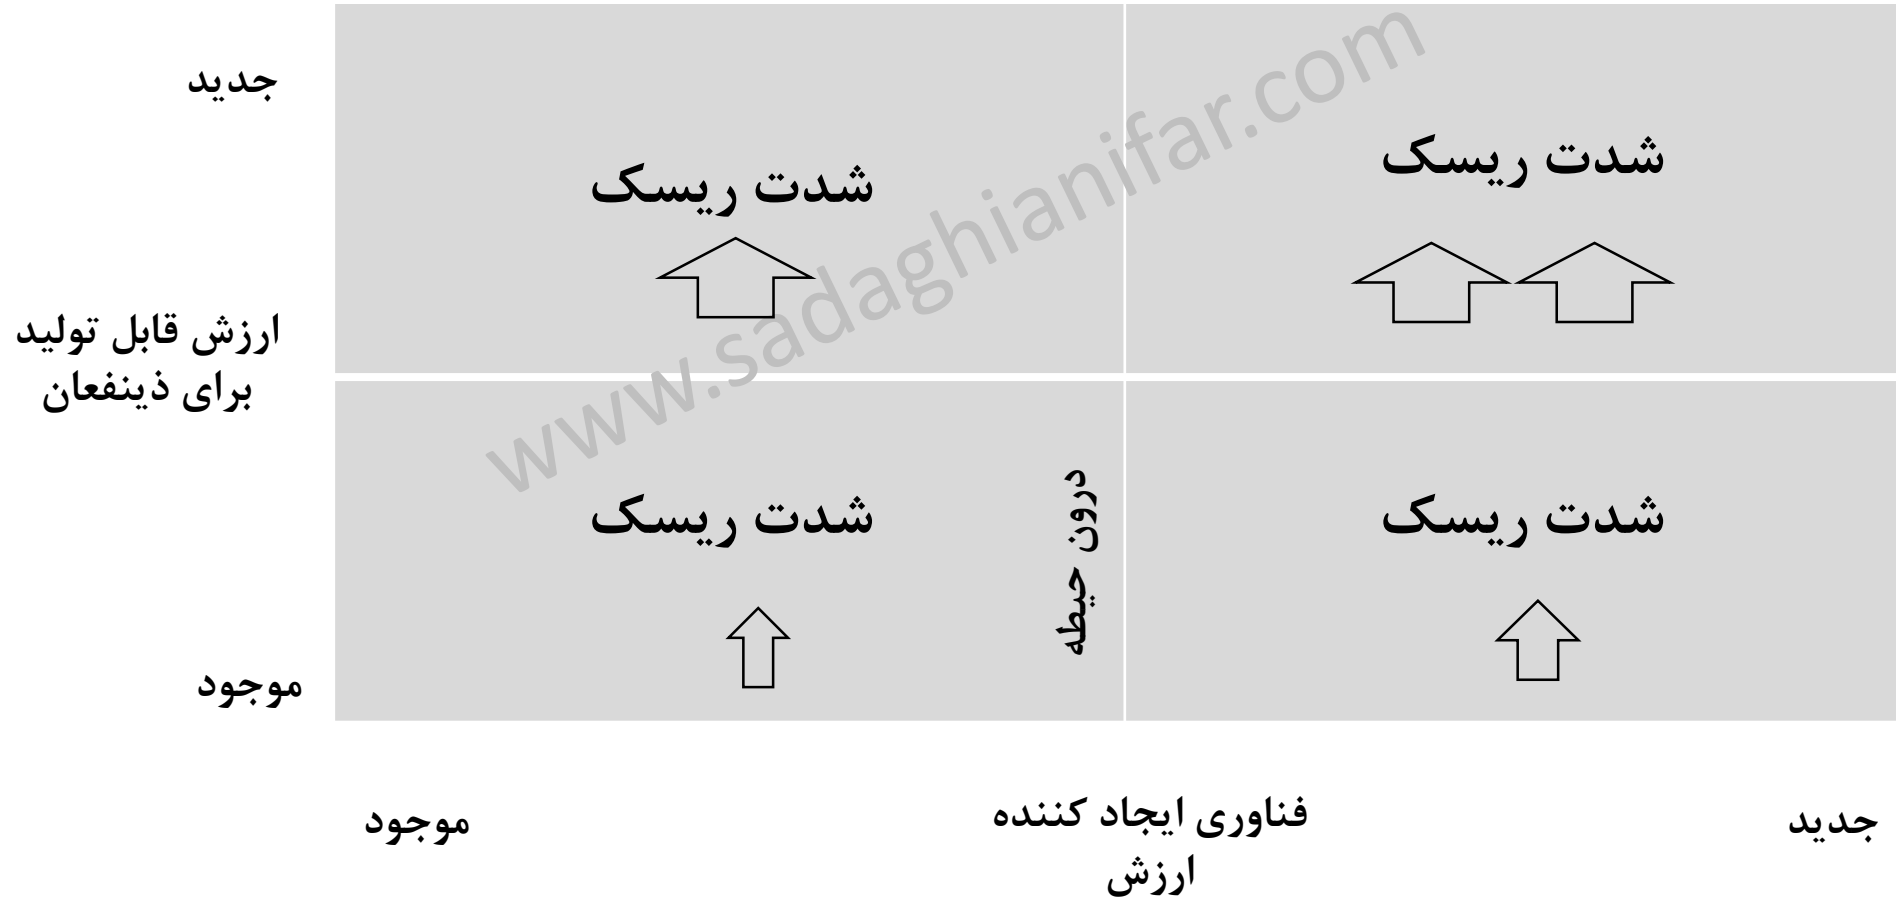 جدید
شدت ریسک
شدت ریسک
ارزش قابل تولید
برای ذینفعان
www.sadaghianifar.com
شدت ریسک
درون حیطه
شدت ریسک
موجود
موجود
فناوری ایجاد کننده
ارزش
جدید